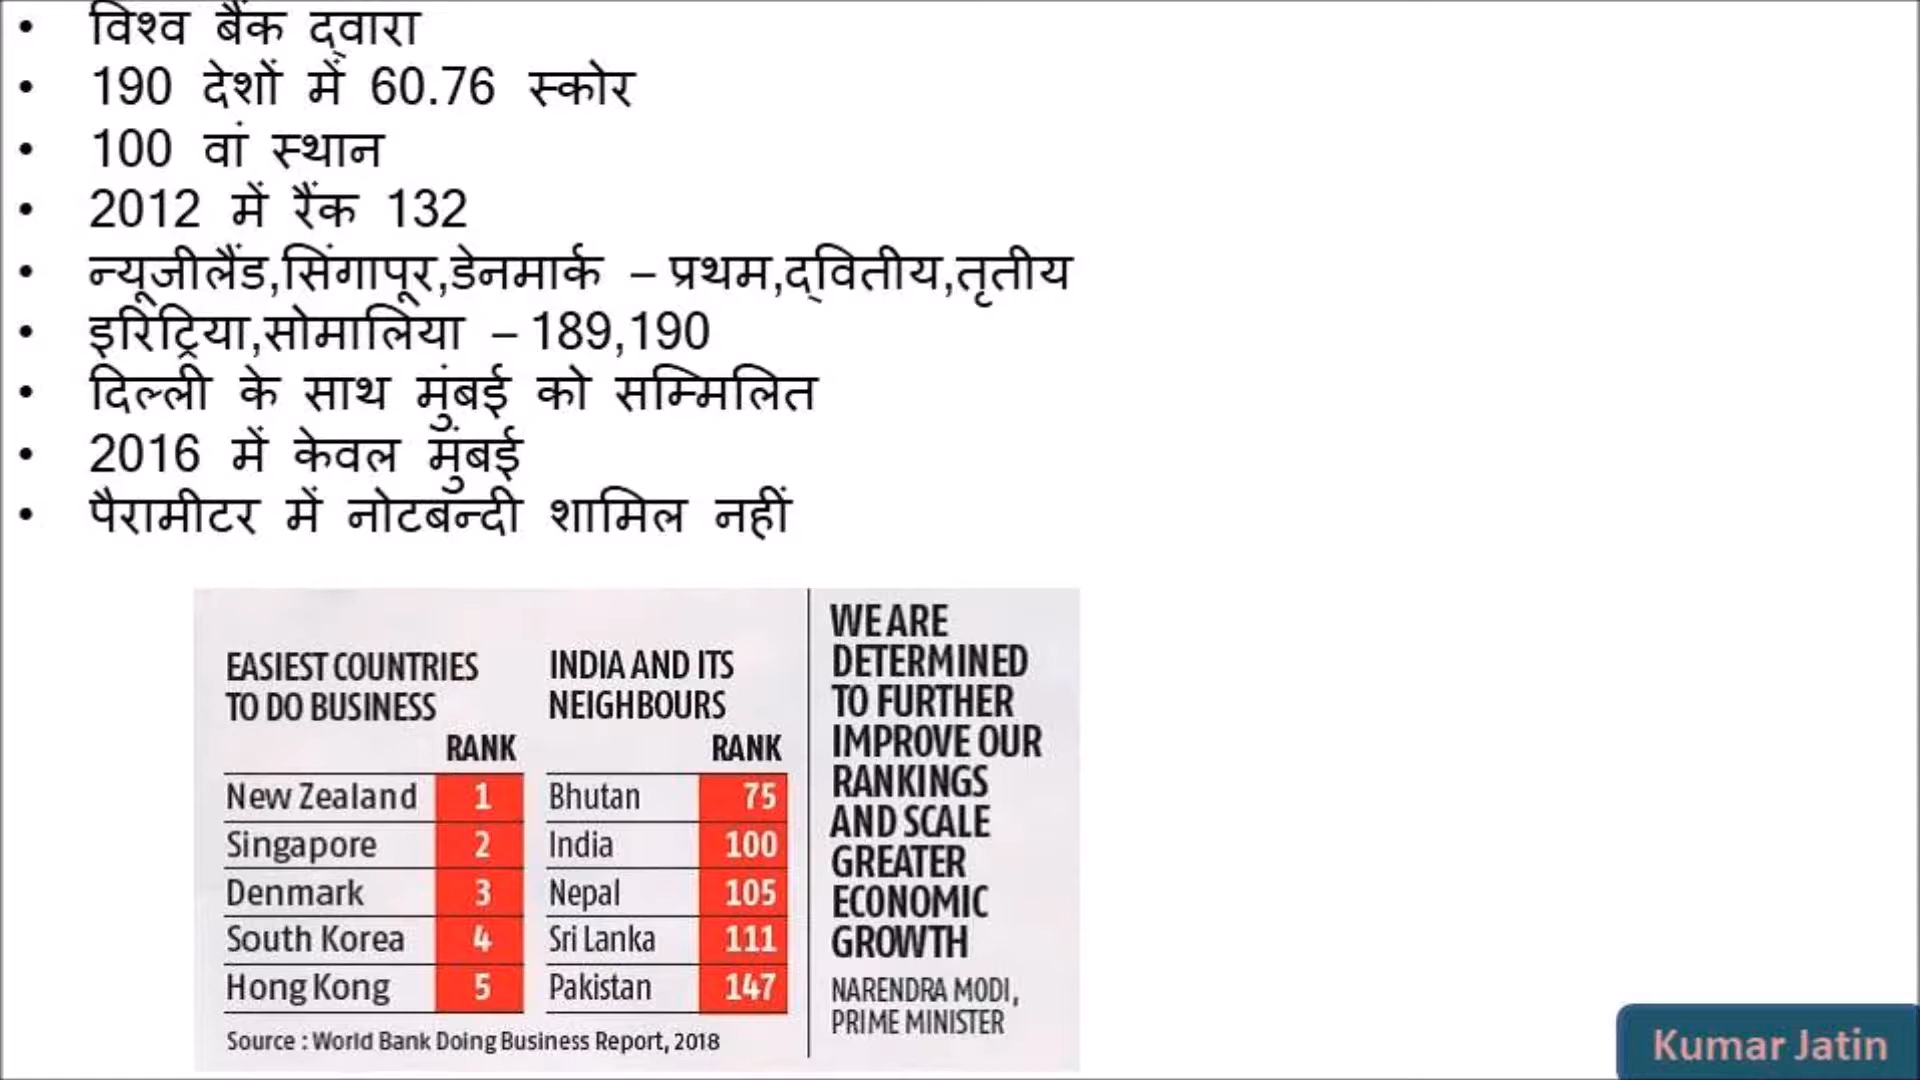 • विश्व बैंक द्वारा
• 190 देशों में 60.76 स्कोर
• 100 वां स्थान
• 2012 में रैंक 132
• न्यूजीलैंड,सिंगापूर,डेनमार्क – प्रथम,द्वितीय,तृतीय
• इरिट्रिया,सोमालिया – 189,190
• दिल्ली के साथ मुंबई को सम्मिलित
• 2016 में केवल मुंबई
• पैरामीटर में नोटबन्दी शामिल नहीं
EASIEST COUNTRIES
TO DO BUSINESS
RANK
New Zealand 1
Singapore 2
Denmark 3
South Korea 4
Hong Kong 5
INDIA AND ITS
NEIGHBOURS
RANK
Bhutan 75
India 100
Nepal 105
Sri Lanka 111
Pakistan 147
Source : World Bank Doing Business Report, 2018
WE ARE
DETERMINED
TO FURTHER
IMPROVE OUR
RANKINGS
AND SCALE
GREATER
ECONOMIC
GROWTH
NARENDRA MODI,
PRIME MINISTER
Kumar Jatin